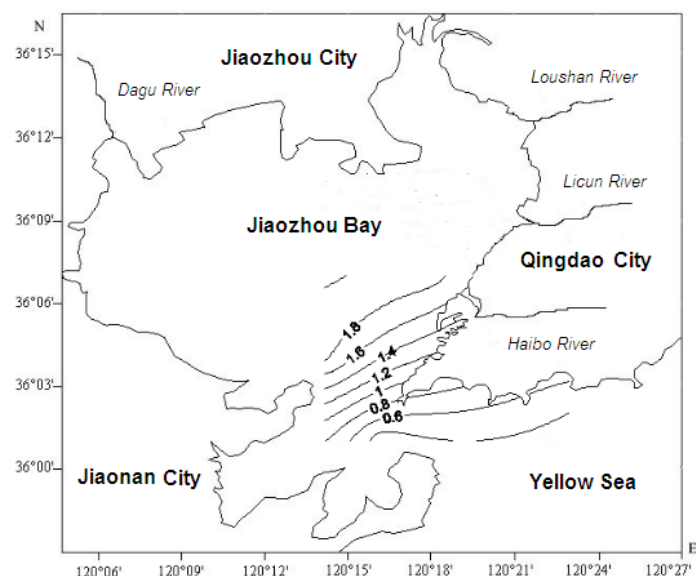 N
36°15'
Jiaozhou City
Loushan River
Dagu River
36°12'
Licun River
36°09'
Jiaozhou Bay
Qingdao City
36°06'
1.8
1.6
1.4
Haibo River
1.2
36°03'
1
0.8
0.6
36°00'
Jiaonan City
Yellow Sea
E
120°06' 120°09' 120°12' 120°15' 120°18' 120°21' 120°24' 120°27'